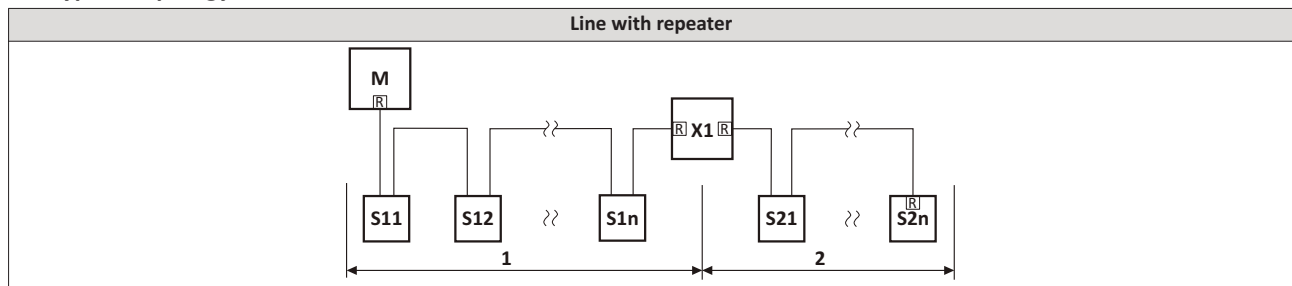 Line with repeater
M
R
R X1 R
S11 S12 S1n S21 R S2n
1 2